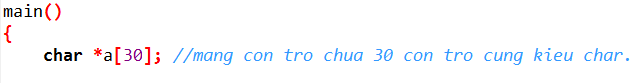 main()
{
    char *a[30]; //mang con tro chua 30 con tro cung kieu char.